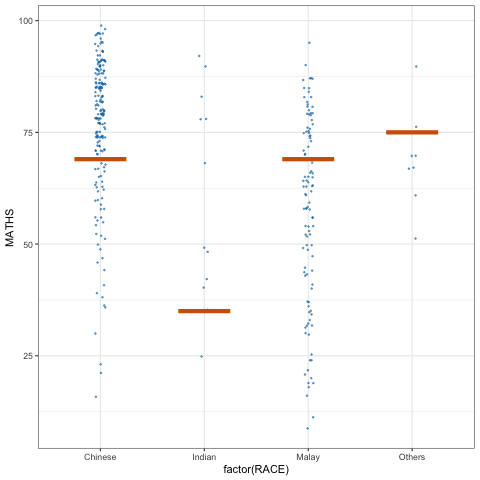 100
75
50
25
MATHS
Chinese
Indian
Malay
Others
factor(RACE)